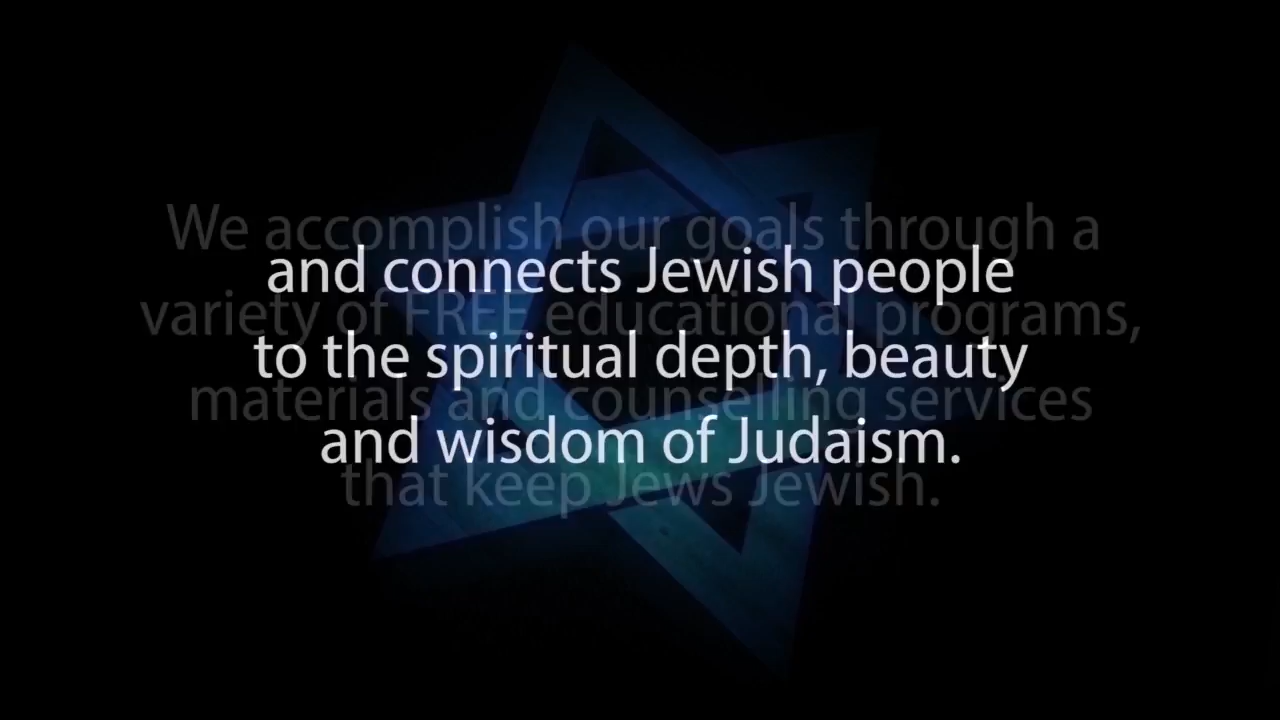 We accomplish our goals through a
and connects Jewish people
variety of FREE educational programs,
to the spiritual depth, beauty
materials and counselling services
and wisdom of Judaism.
that keep Jews Jewish.